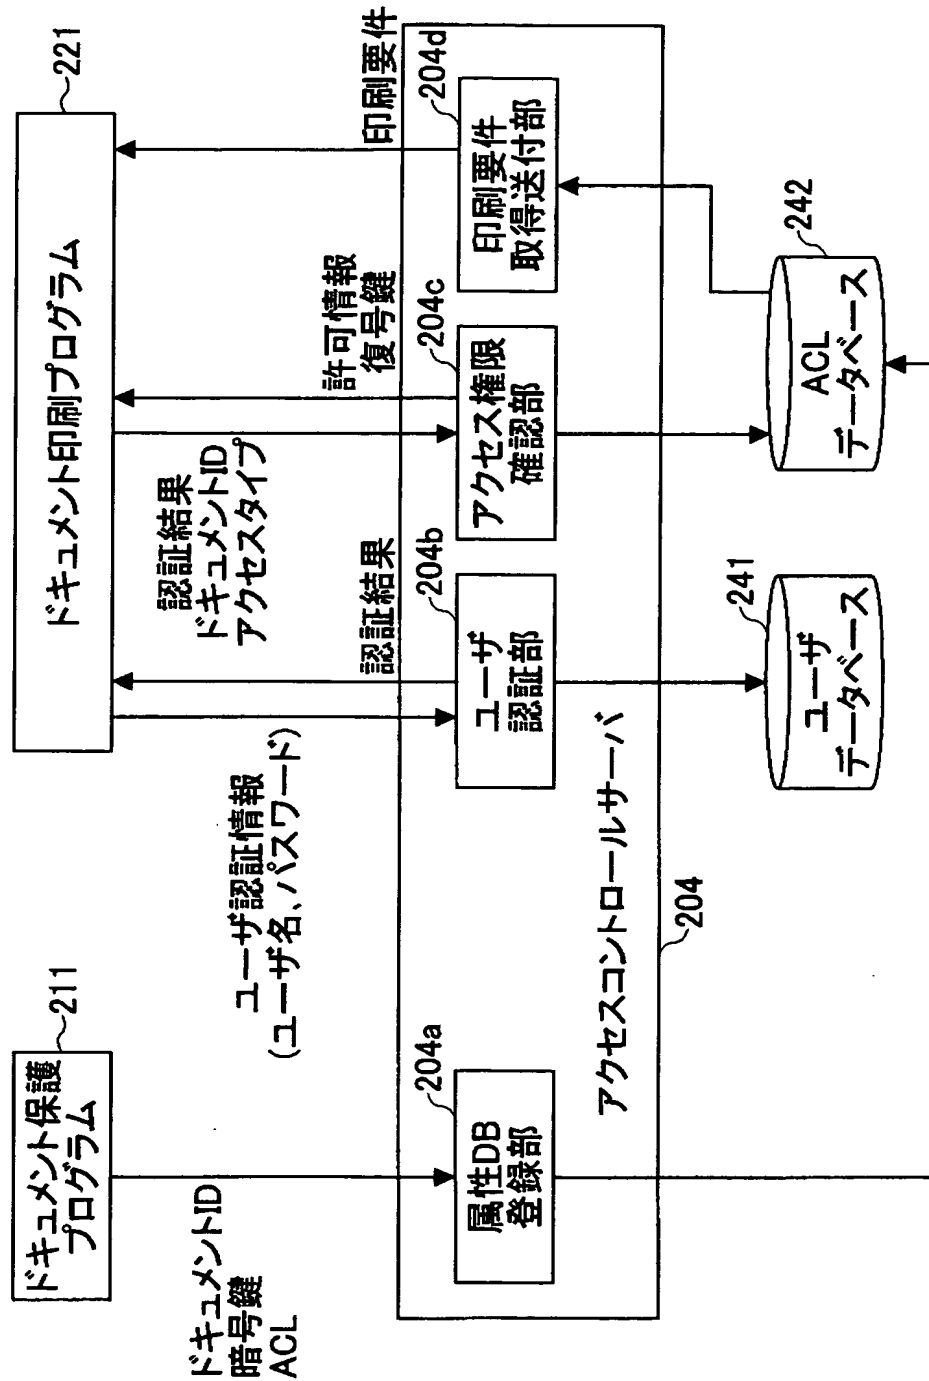 ドキュメント保護
プログラム
211
ドキュメント印刷プログラム
221
ドキュメントID
暗号鍵
ACL
ユーザ認証情報
(ユーザ名、パスワード)
認証結果
認証結果
ドキュメントID
アクセスタイプ
許可情報
復号鍵
印刷要件
204a
属性DB
登録部
204b
ユーザ
認証部
204c
アクセス権限
確認部
204d
印刷要件
取得送付部
アクセスコントロールサーバ
204
241
ユーザ
データベース
242
ACL
データベース